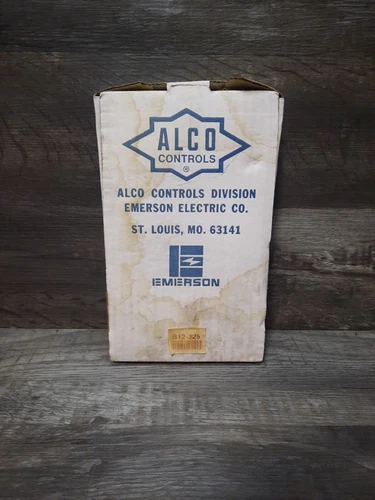 ALCO
CONTROLS
®
ALCO CONTROLS DIVISION
EMERSON ELECTRIC CO.
ST. LOUIS, MO. 63141
EMERSON